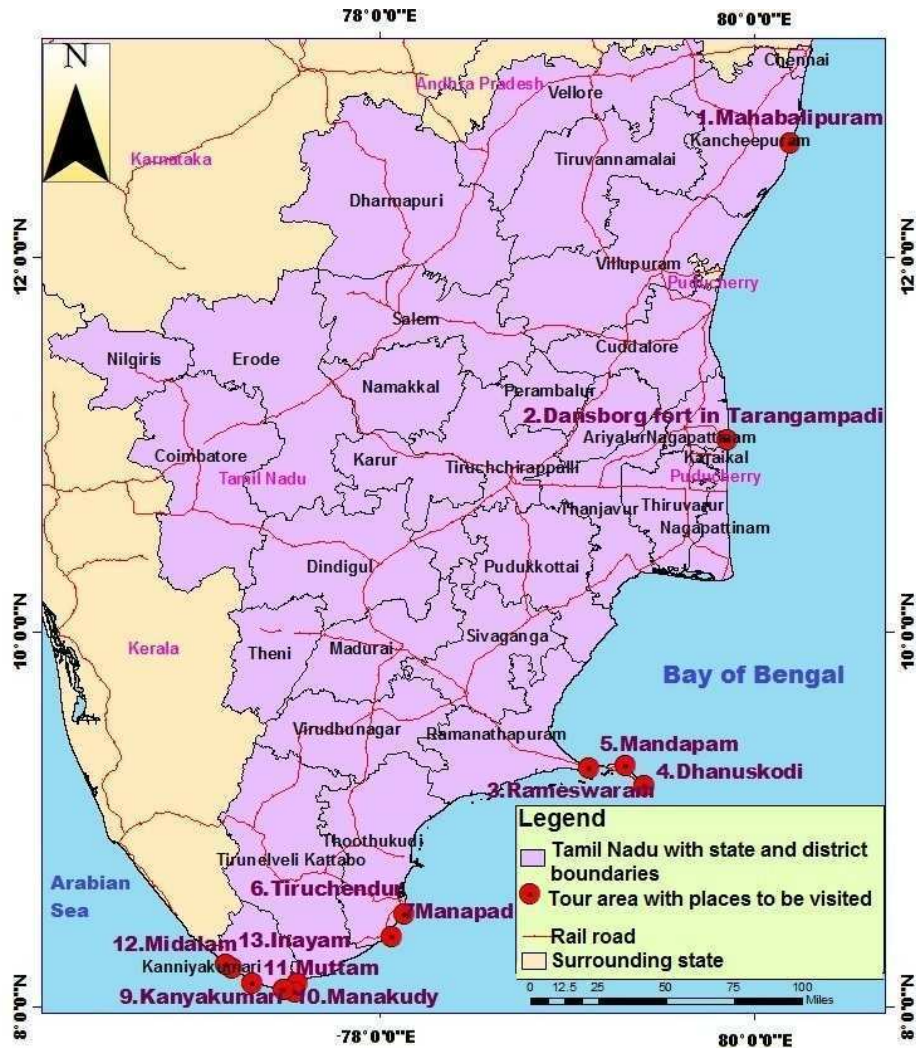 78°0'0"E
80°0'0"E
N
Chennai
Andhra Pradesh
Vellore
1.Mahabalipuram
Kancheepuram
Karnataka
Tiruvannamalai
Dharmapuri
12°0'0"N
12°0'0"N
Villupuram
Puducherry
Salem
Cuddalore
Nilgiris
Erode
Namakkal
Perambalur
2.Dansborg fort in Tarangampadi
Ariyalur
Nagapattinam
Coimbatore
Karur
Karaikal
Tiruchchirappalli
Tamil Nadu
Puducherry
Thanjavur
Thiruvarur
Nagapattinam
Dindigul
Pudukkottai
10°0'0"N
10°0'0"N
Sivaganga
Kerala
Theni
Madurai
Bay of Bengal
Virudhunagar
Ramanathapuram
5.Mandapam
4.Dhanuskodi
3.Rameswaram
Legend
Tamil Nadu with state and district
boundaries
Tour area with places to be visited
Rail road
Surrounding state
0 12.5 25 50 75 100
Miles
Thoothukudi
Tirunelveli Kattabo
Arabian
Sea
6.Tiruchendur
7Manapad
12.Midalam
13.Inayam
Kanniyakumari
11.Muttam
9.Kanyakumari
10.Manakudy
8°0'0"N
8°0'0"N
-78°0'0"E
80°0'0"E